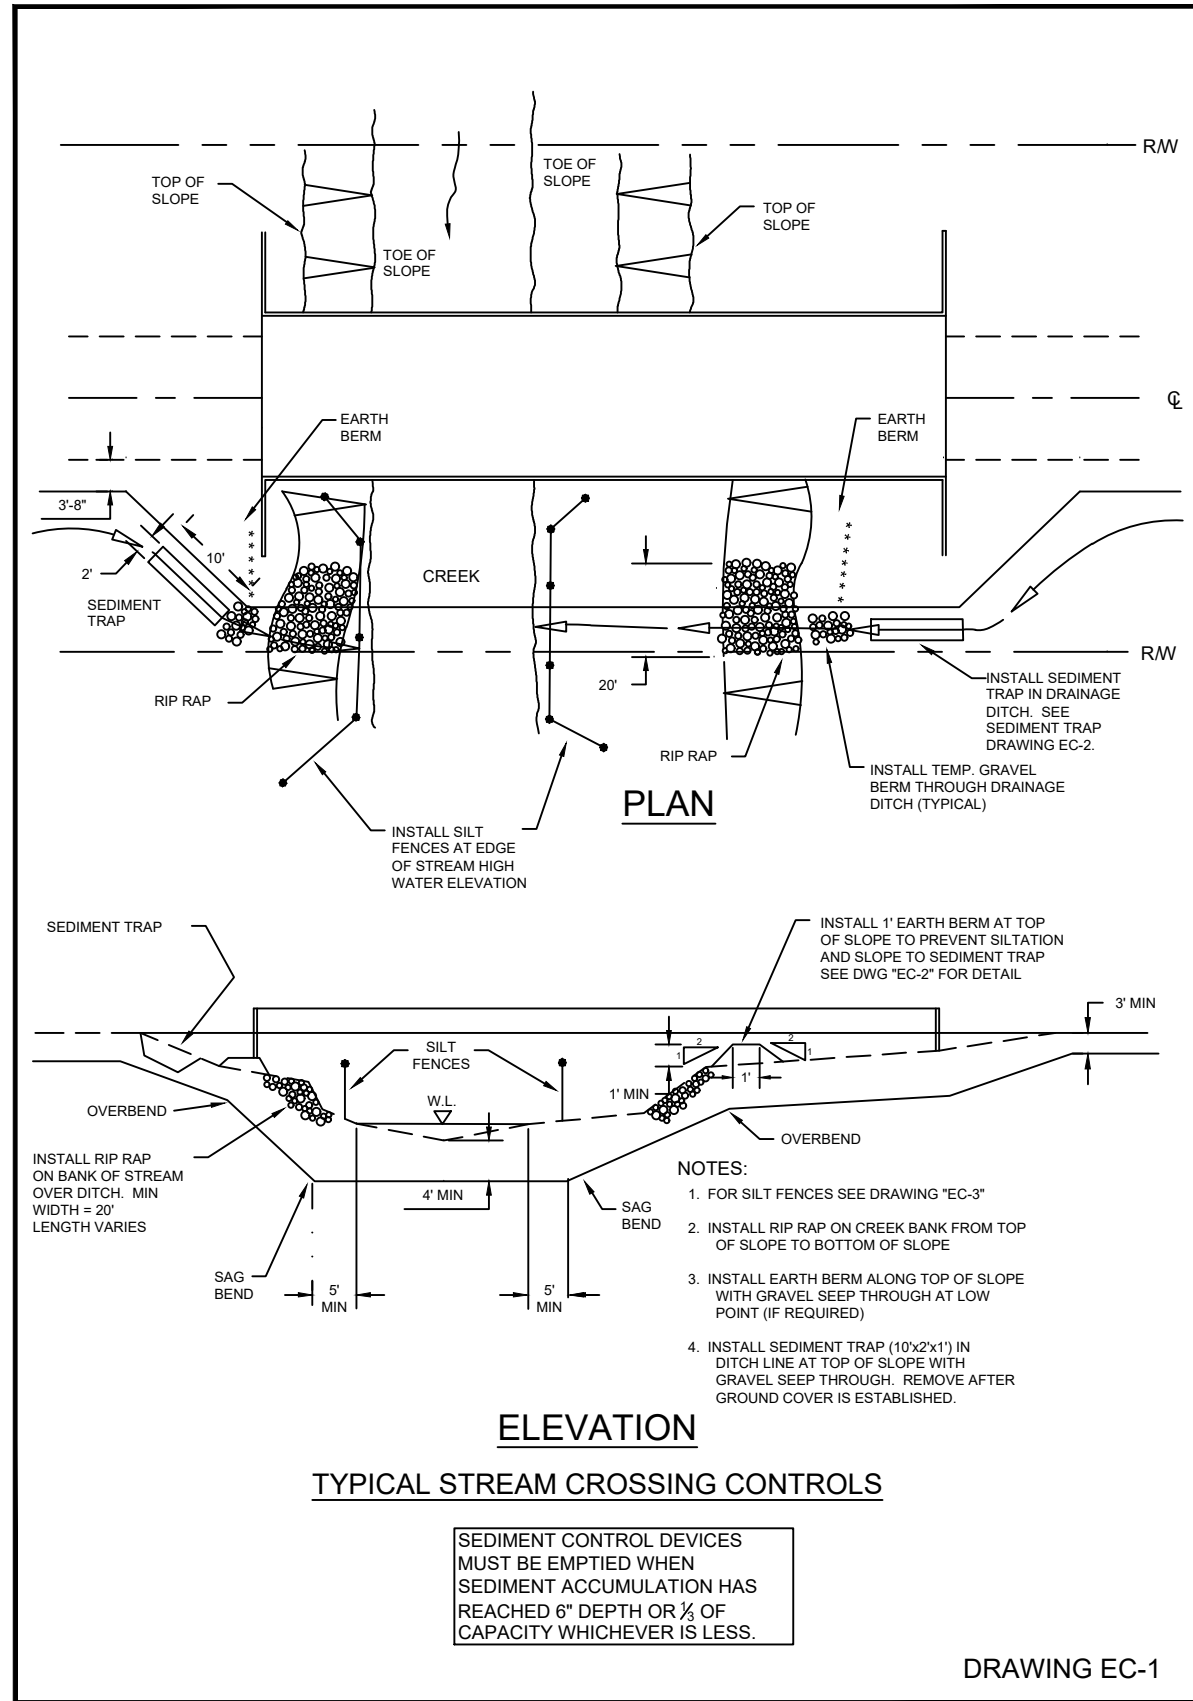 R/W
TOE OF
SLOPE
TOP OF
SLOPE
TOP OF
SLOPE
TOE OF
SLOPE
℄
EARTH
BERM
EARTH
BERM
3'-8"
10'
2'
SEDIMENT
TRAP
CREEK
R/W
20'
RIP RAP
INSTALL SEDIMENT
TRAP IN DRAINAGE
DITCH. SEE
SEDIMENT TRAP
DRAWING EC-2.
RIP RAP
INSTALL TEMP. GRAVEL
BERM THROUGH DRAINAGE
DITCH (TYPICAL)
PLAN
INSTALL SILT
FENCES AT EDGE
OF STREAM HIGH
WATER ELEVATION
SEDIMENT TRAP
INSTALL 1' EARTH BERM AT TOP
OF SLOPE TO PREVENT SILTATION
AND SLOPE TO SEDIMENT TRAP
SEE DWG "EC-2" FOR DETAIL
3' MIN
SILT
FENCES
2
1
2
1
1'
1' MIN
W.L.
OVERBEND
OVERBEND
INSTALL RIP RAP
ON BANK OF STREAM
OVER DITCH. MIN
WIDTH = 20'
LENGTH VARIES
4' MIN
SAG
BEND
SAG
BEND
5'
MIN
5'
MIN
NOTES:
1. FOR SILT FENCES SEE DRAWING "EC-3"
2. INSTALL RIP RAP ON CREEK BANK FROM TOP
OF SLOPE TO BOTTOM OF SLOPE
3. INSTALL EARTH BERM ALONG TOP OF SLOPE
WITH GRAVEL SEEP THROUGH AT LOW
POINT (IF REQUIRED)
4. INSTALL SEDIMENT TRAP (10'x2'x1') IN
DITCH LINE AT TOP OF SLOPE WITH
GRAVEL SEEP THROUGH. REMOVE AFTER
GROUND COVER IS ESTABLISHED.
ELEVATION
TYPICAL STREAM CROSSING CONTROLS
SEDIMENT CONTROL DEVICES
MUST BE EMPTIED WHEN
SEDIMENT ACCUMULATION HAS
REACHED 6" DEPTH OR ⅓ OF
CAPACITY WHICHEVER IS LESS.
DRAWING EC-1